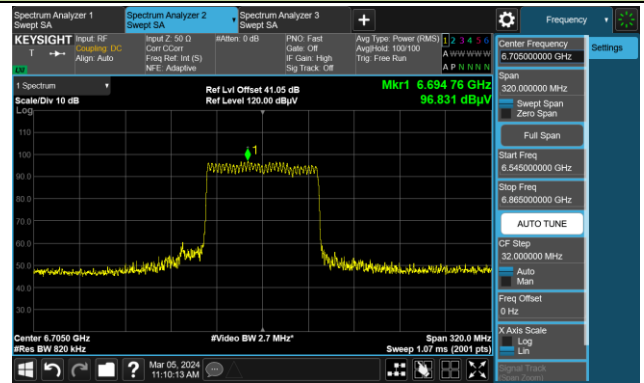 Spectrum Analyzer 1
Swept SA
Spectrum Analyzer 2
Swept SA
Spectrum Analyzer 3
Swept SA
+
Frequency
KEYSIGHT
T
LW
Input: RF
Coupling: DC
Align: Auto
Input Z: 50 Ω
Corr CCorr
Freq Ref: Int (S)
NFE: Adaptive
#Atten: 0 dB
PNO: Fast
Gate: Off
IF Gain: High
Sig Track: Off
Avg Type: Power (RMS)
Avg|Hold: 100/100
Trig: Free Run
1 2 3 4 5 6
A W W W W W
A P N N N N
1 Spectrum
Scale/Div 10 dB
Log
Ref Lvl Offset 41.05 dB
Ref Level 120.00 dBµV
Mkr1 6.694 76 GHz
96.831 dBµV
1
110
100
90.0
80.0
70.0
60.0
50.0
40.0
30.0
Center 6.7050 GHz
#Res BW 820 kHz
#Video BW 2.7 MHz*
Span 320.0 MHz
Sweep 1.07 ms (2001 pts)
Center Frequency
6.705000000 GHz
Settings
Span
320.000000 MHz
Swept Span
Zero Span
Full Span
Start Freq
6.545000000 GHz
Stop Freq
6.865000000 GHz
AUTO TUNE
CF Step
32.000000 MHz
Auto
Man
Freq Offset
0 Hz
X Axis Scale
Log
Lin
Signal Track
(Span Zoom)
?
Mar 05, 2024
11:10:13 AM